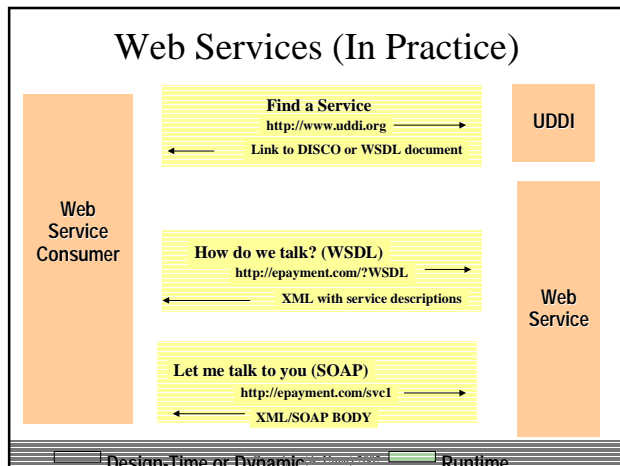 Web Services (In Practice)
Find a Service
http://www.uddi.org
Link to DISCO or WSDL document
UDDI
Web
Service
Consumer
How do we talk? (WSDL)
http://epayment.com/?WSDL
XML with service descriptions
Web
Service
Let me talk to you (SOAP)
http://epayment.com/svc1
XML/SOAP BODY
Design-Time or Dynamic
Runtime